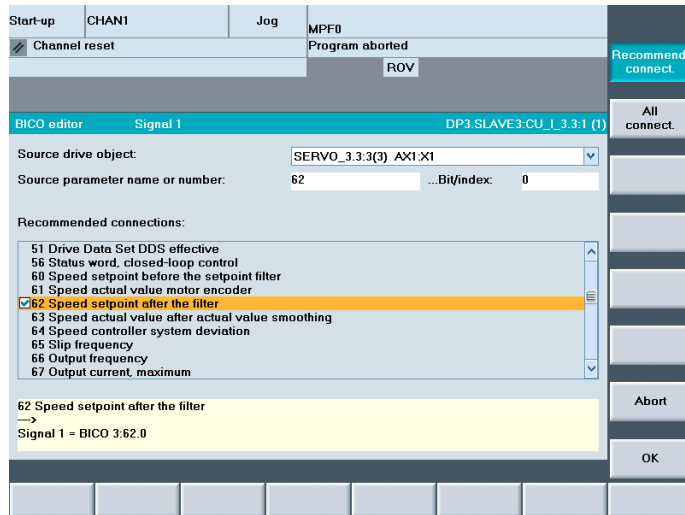 Start-up CHAN1 Jog MPF0
Channel reset Program aborted
ROV
Recommend connect.
BICO editor Signal 1 DP3.SLAVE3:CU_I_3.3:1 (1)
All connect.
Source drive object: SERVO_3.3:3(3) AX1:X1
Source parameter name or number: 62 ...Bit/index: 0
Recommended connections:
51 Drive Data Set DDS effective
56 Status word, closed-loop control
60 Speed setpoint before the setpoint filter
61 Speed actual value motor encoder
62 Speed setpoint after the filter
63 Speed actual value after actual value smoothing
64 Speed controller system deviation
65 Slip frequency
66 Output frequency
67 Output current, maximum
62 Speed setpoint after the filter
-->
Signal 1 = BICO 3:62.0
Abort
OK